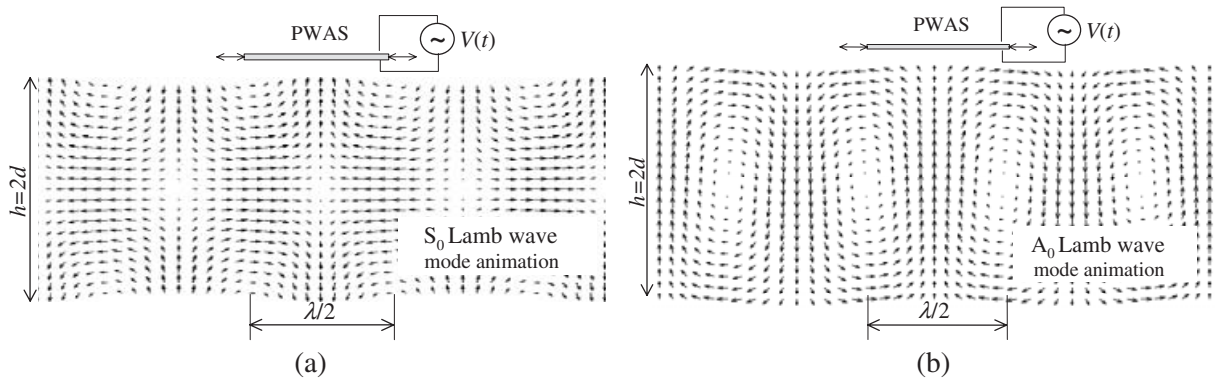 (a)
PWAS
~
V(t)
h=2d
S₀ Lamb wave
mode animation
λ/2
(a)
(b)
PWAS
~
V(t)
h=2d
A₀ Lamb wave
mode animation
λ/2
(b)